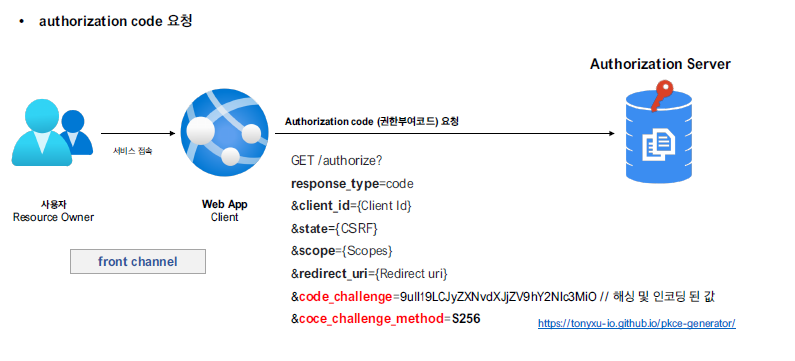 • authorization code 요청
Authorization Server
Authorization code (권한부여코드) 요청
서비스 접속
GET /authorize?
response_type=code
&client_id={Client Id}
&state={CSRF}
&scope={Scopes}
&redirect_uri={Redirect uri}
&code_challenge=9ull19LCJyZXNvdXJjZV9hY2Nlc3MiO // 해싱 및 인코딩 된 값
&coce_challenge_method=S256
https://tonyxu-io.github.io/pkce-generator/
사용자
Resource Owner
Web App
Client
front channel